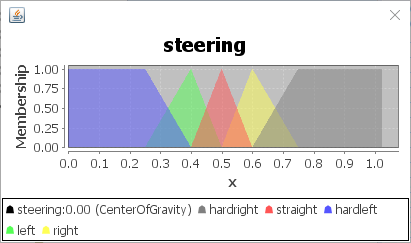 steering
Membership
1.00
0.75
0.50
0.25
0.00
0.0 0.1 0.2 0.3 0.4 0.5 0.6 0.7 0.8 0.9 1.0
x
steering:0.00 (CenterOfGravity) hardright straight hardleft
left right